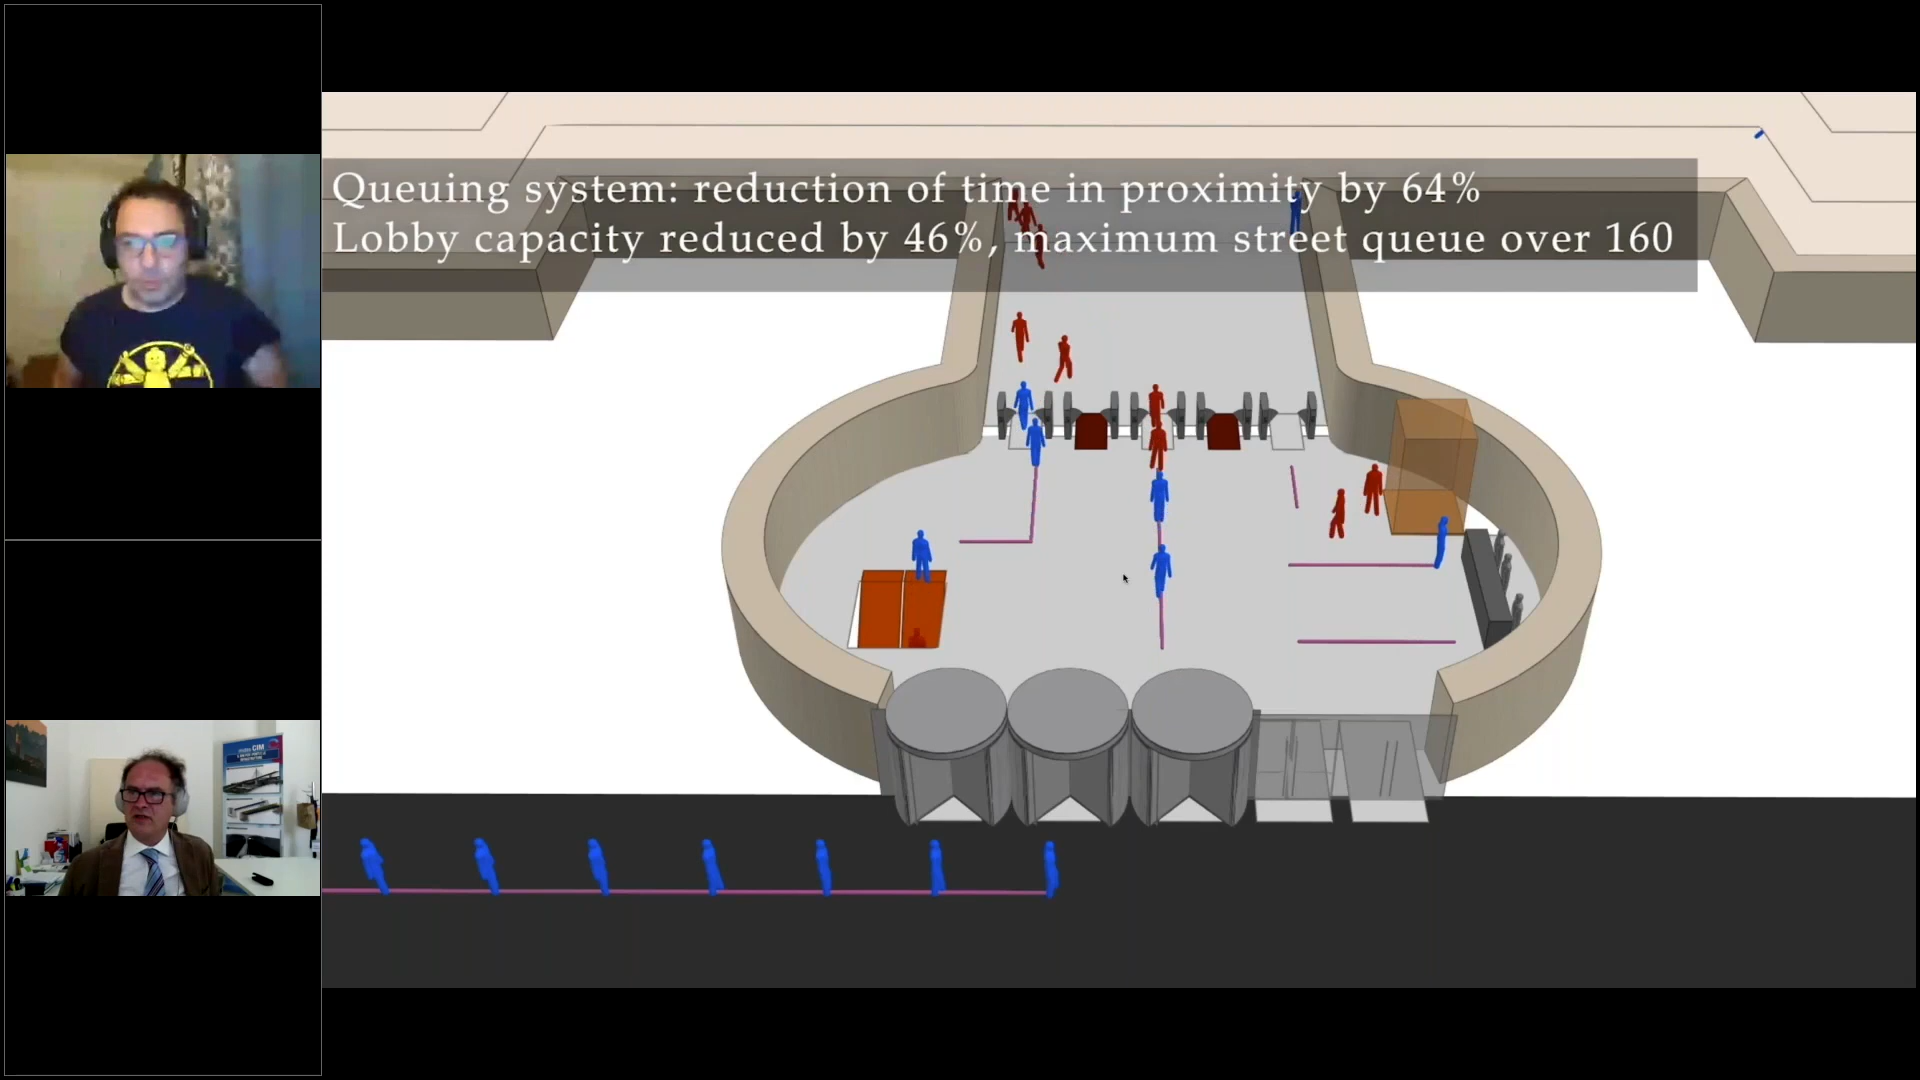 Queuing system: reduction of time in proximity by 64%
Lobby capacity reduced by 46%, maximum street queue over 160
CIM